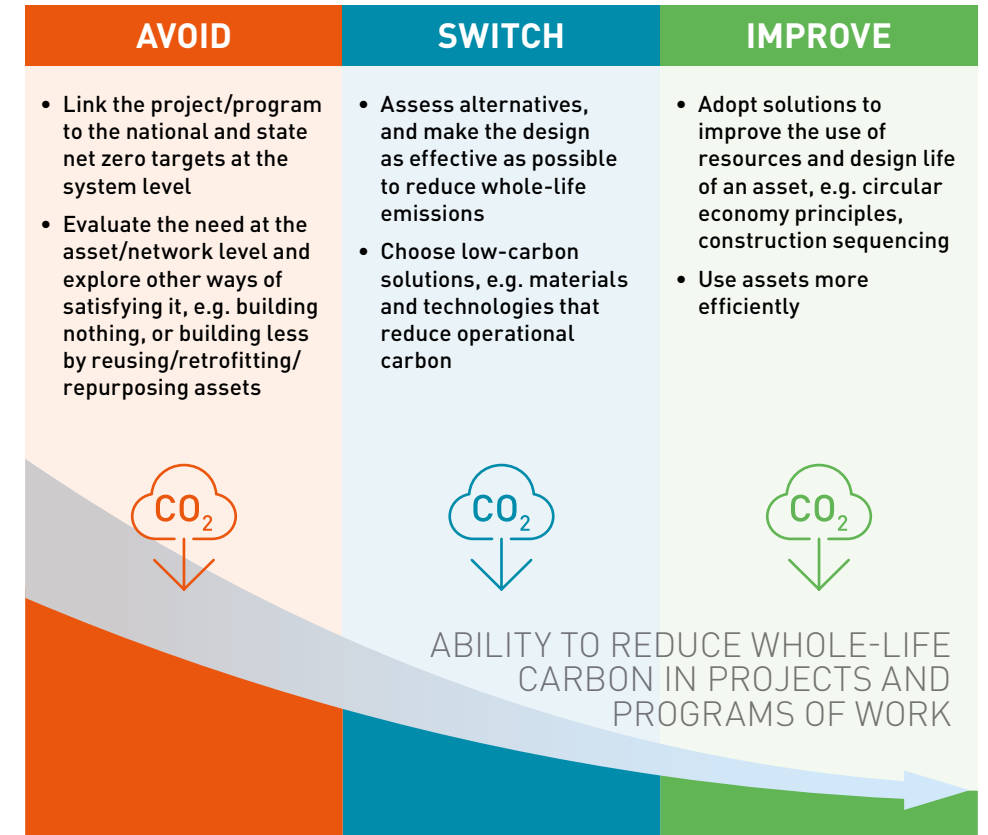 AVOID
• Link the project/program
to the national and state
net zero targets at the
system level
• Evaluate the need at the
asset/network level and
explore other ways of
satisfying it, e.g. building
nothing, or building less
by reusing/retrofitting/
repurposing assets
CO₂
SWITCH
• Assess alternatives,
and make the design
as effective as possible
to reduce whole-life
emissions
• Choose low-carbon
solutions, e.g. materials
and technologies that
reduce operational
carbon
CO₂
IMPROVE
• Adopt solutions to
improve the use of
resources and design life
of an asset, e.g. circular
economy principles,
construction sequencing
• Use assets more
efficiently
CO₂
ABILITY TO REDUCE WHOLE-LIFE
CARBON IN PROJECTS AND
PROGRAMS OF WORK